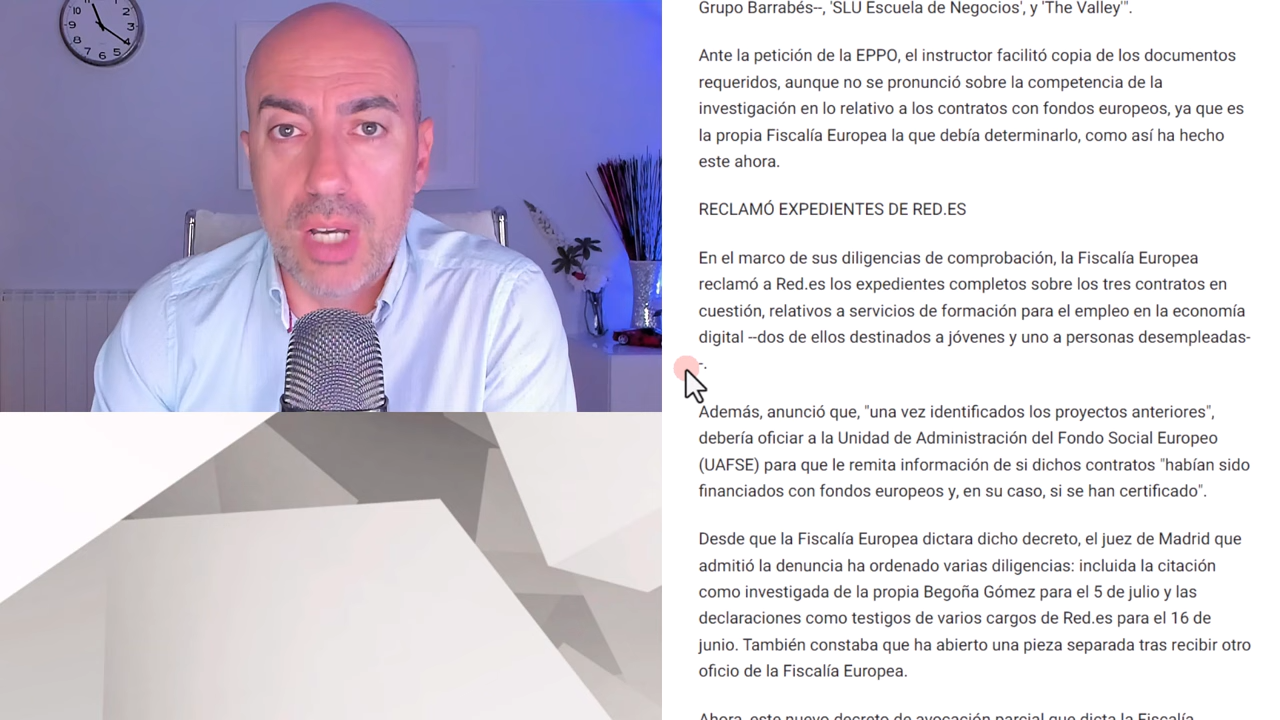 Grupo Barrabés--, 'SLU Escuela de Negocios', y 'The Valley'".
Ante la petición de la EPPO, el instructor facilitó copia de los documentos
requeridos, aunque no se pronunció sobre la competencia de la
investigación en lo relativo a los contratos con fondos europeos, ya que es
la propia Fiscalía Europea la que debía determinarlo, como así ha hecho
este ahora.
RECLAMÓ EXPEDIENTES DE RED.ES
En el marco de sus diligencias de comprobación, la Fiscalía Europea
reclamó a Red.es los expedientes completos sobre los tres contratos en
cuestión, relativos a servicios de formación para el empleo en la economía
digital --dos de ellos destinados a jóvenes y uno a personas desempleadas-
-.
Además, anunció que, "una vez identificados los proyectos anteriores",
debería oficiar a la Unidad de Administración del Fondo Social Europeo
(UAFSE) para que le remita información de si dichos contratos "habían sido
financiados con fondos europeos y, en su caso, si se han certificado".
Desde que la Fiscalía Europea dictara dicho decreto, el juez de Madrid que
admitió la denuncia ha ordenado varias diligencias: incluida la citación
como investigada de la propia Begoña Gómez para el 5 de julio y las
declaraciones como testigos de varios cargos de Red.es para el 16 de
junio. También constaba que ha abierto una pieza separada tras recibir otro
oficio de la Fiscalía Europea.
Ahora, este nuevo decreto de avocación parcial que dicta la Fiscalía